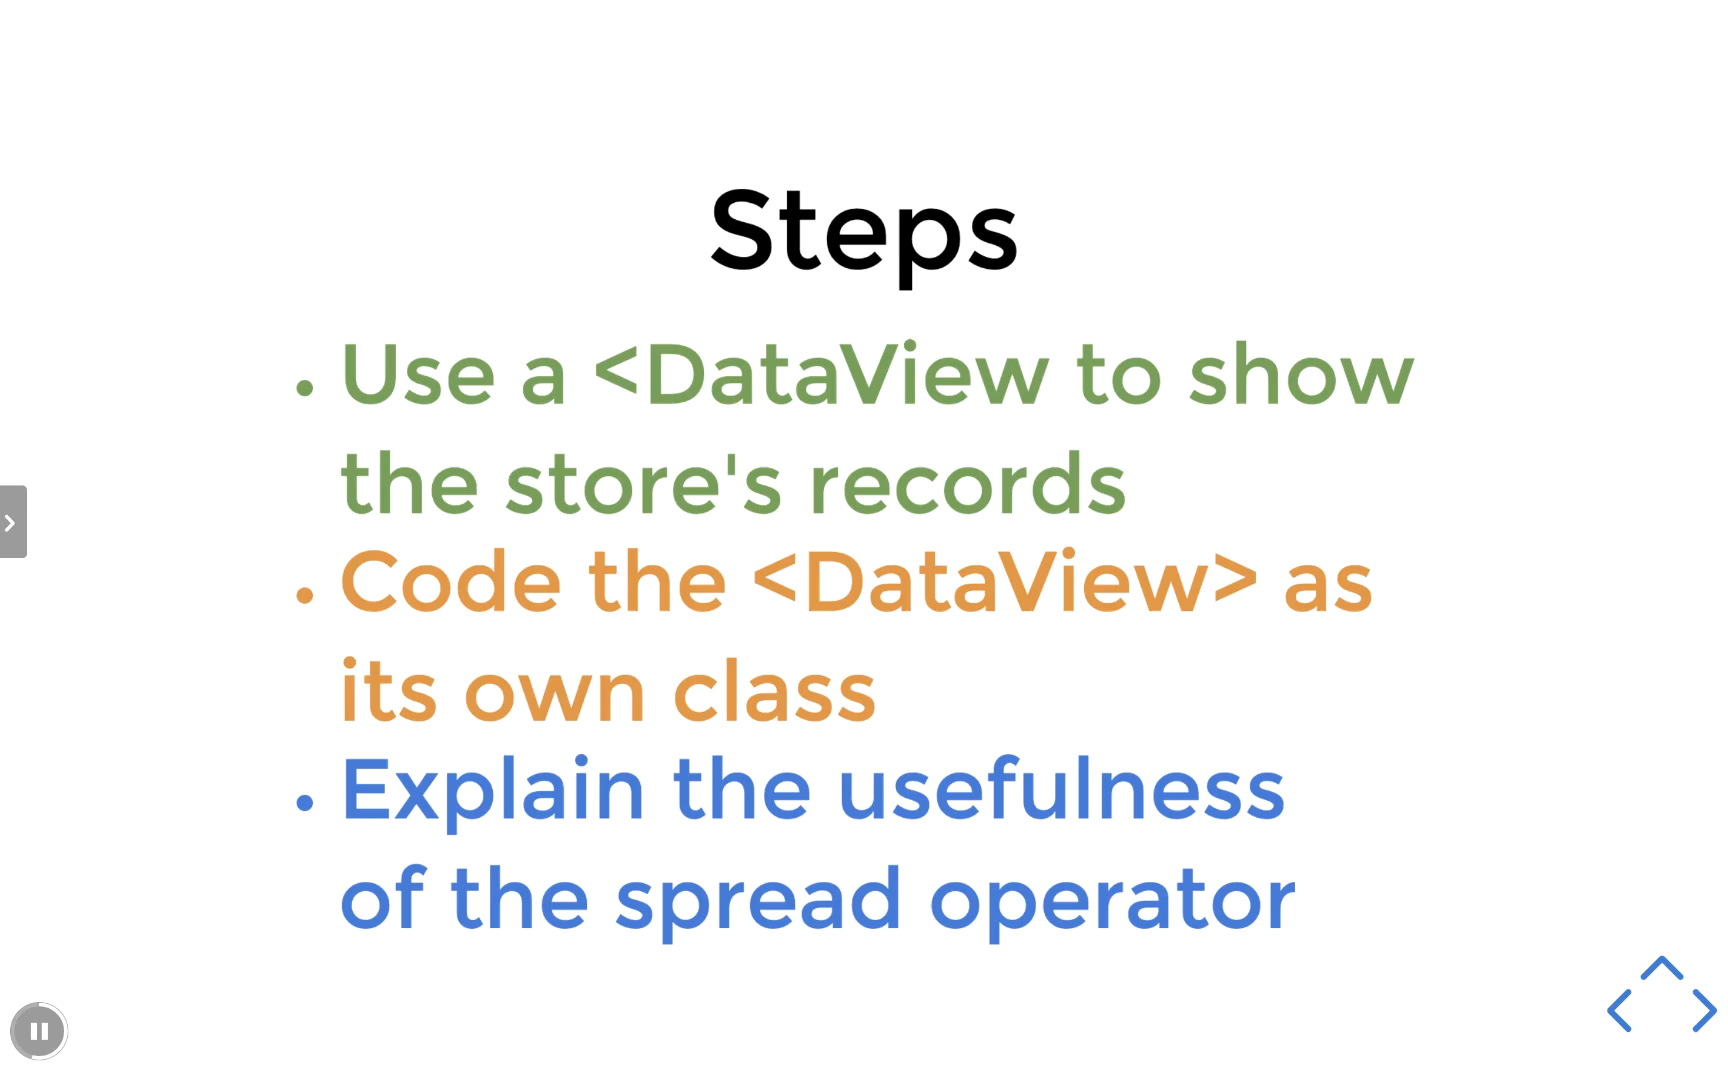 Steps
• Use a <DataView to show
the store's records
• Code the <DataView> as
its own class
• Explain the usefulness
of the spread operator